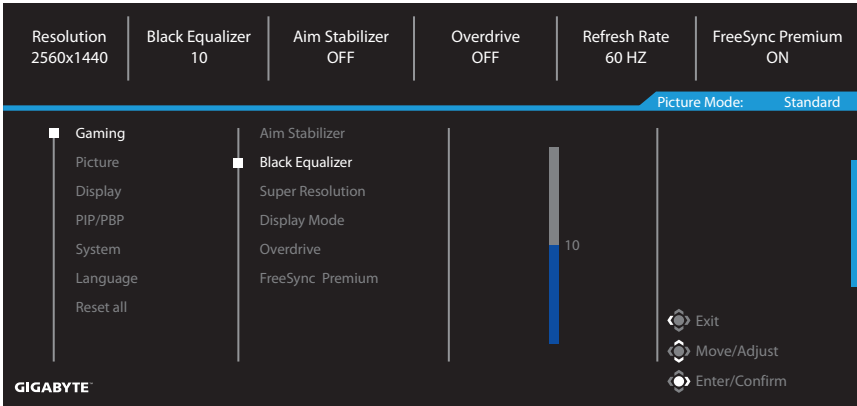 Resolution
2560x1440
Black Equalizer
10
Aim Stabilizer
OFF
Overdrive
OFF
Refresh Rate
60 HZ
FreeSync Premium
ON
Picture Mode: Standard
Gaming
Picture
Display
PIP/PBP
System
Language
Reset all
Aim Stabilizer
Black Equalizer
Super Resolution
Display Mode
Overdrive
FreeSync Premium
10
Exit
Move/Adjust
Enter/Confirm
GIGABYTE™